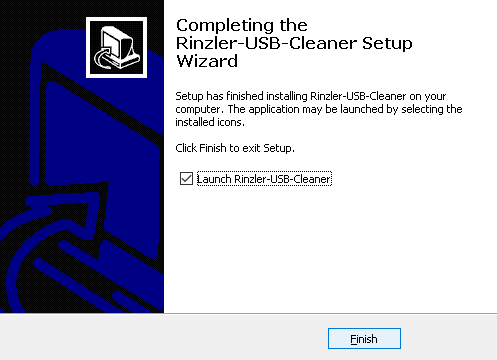 Completing the
Rinzler-USB-Cleaner Setup
Wizard
Setup has finished installing Rinzler-USB-Cleaner on your
computer. The application may be launched by selecting the
installed icons.
Click Finish to exit Setup.
Launch Rinzler-USB-Cleaner
Finish